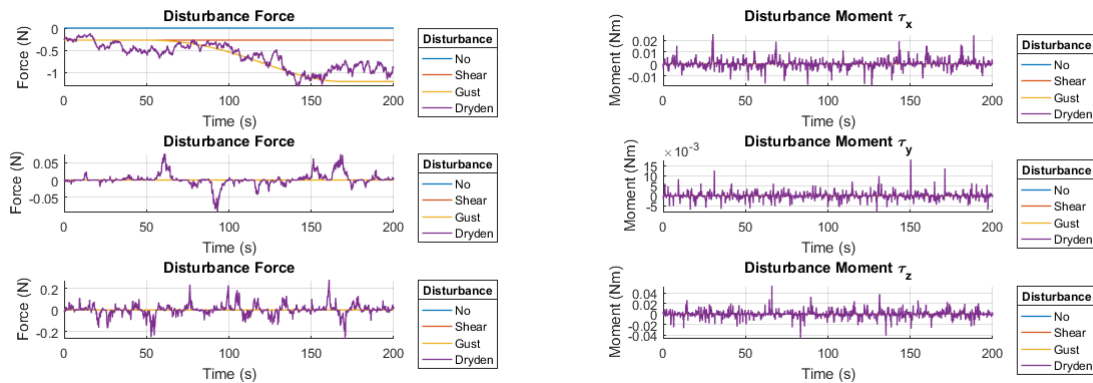 Disturbance Force
Force (N)
0
-0.5
-1
0 50 100 150 200
Time (s)
Disturbance
No
Shear
Gust
Dryden
Disturbance Moment τx
Moment (Nm)
0.02
0.01
0
-0.01
0 50 100 150 200
Time (s)
Disturbance
No
Shear
Gust
Dryden
Disturbance Force
Force (N)
0.05
0
-0.05
0 50 100 150 200
Time (s)
Disturbance
No
Shear
Gust
Dryden
Disturbance Moment τy
× 10-3
Moment (Nm)
15
10
5
0
-5
0 50 100 150 200
Time (s)
Disturbance
No
Shear
Gust
Dryden
Disturbance Force
Force (N)
0.2
0
-0.2
0 50 100 150 200
Time (s)
Disturbance
No
Shear
Gust
Dryden
Disturbance Moment τz
Moment (Nm)
0.04
0.02
0
-0.02
-0.04
0 50 100 150 200
Time (s)
Disturbance
No
Shear
Gust
Dryden